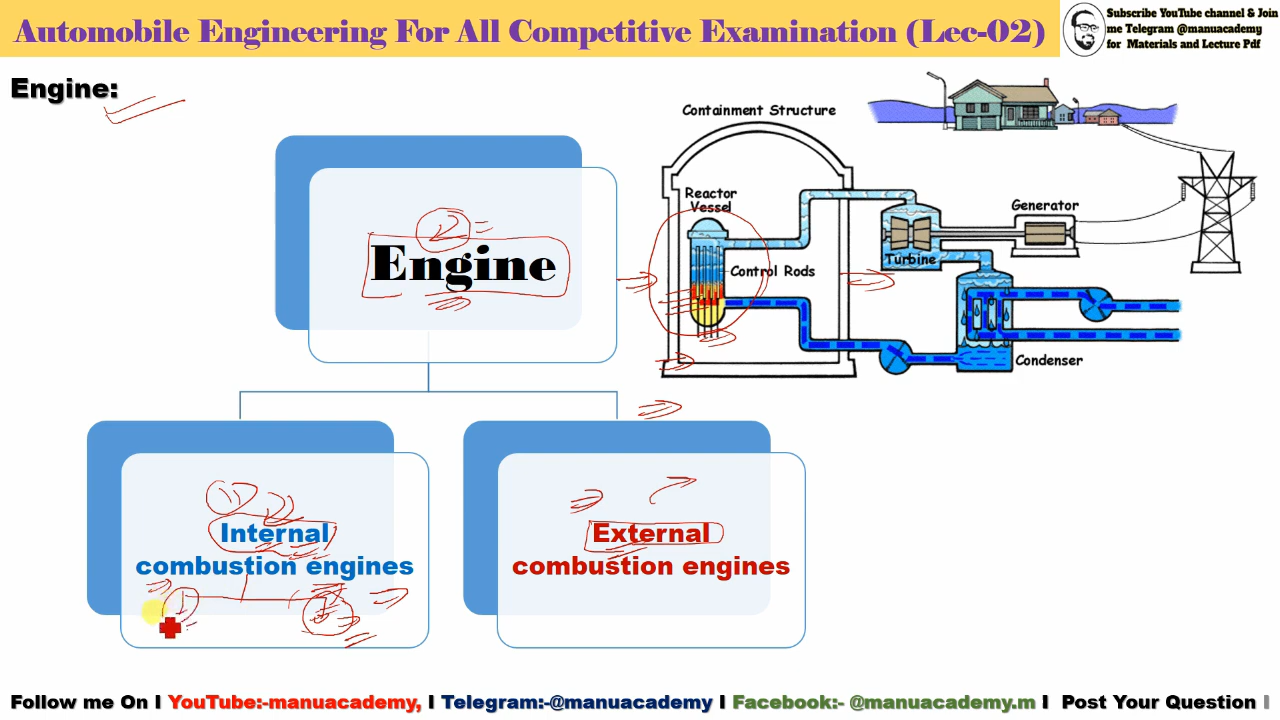 Automobile Engineering For All Competitive Examination (Lec-02)
Subscribe YouTube channel & Join
me Telegram @manuacademy
for Materials and Lecture Pdf
Engine:
Containment Structure
Reactor
Vessel
Control Rods
Turbine
Generator
Condenser
Engine
Internal
combustion engines
External
combustion engines
Follow me On I YouTube:-manuacademy, I Telegram:-@manuacademy I Facebook:- @manuacademy.m I Post Your Question I